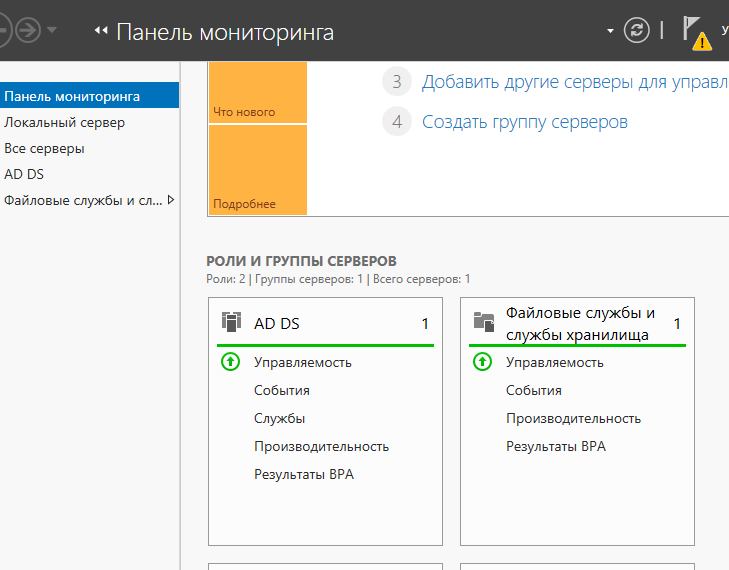 Панель мониторинга
Панель мониторинга
Локальный сервер
Все серверы
AD DS
Файловые службы и сл...
Что нового
Подробнее
3 Добавить другие серверы для управл
4 Создать группу серверов
РОЛИ И ГРУППЫ СЕРВЕРОВ
Роли: 2 | Группы серверов: 1 | Всего серверов: 1
AD DS 1
Управляемость
События
Службы
Производительность
Результаты BPA
Файловые службы и
службы хранилища 1
Управляемость
События
Производительность
Результаты BPA